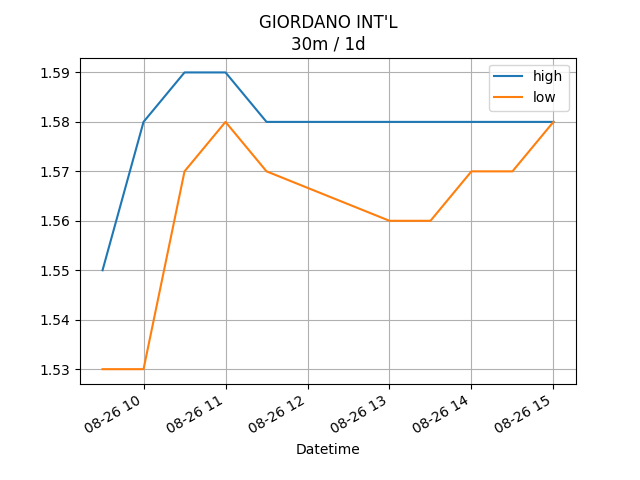 GIORDANO INT'L
30m / 1d
high
low
1.59
1.58
1.57
1.56
1.55
1.54
1.53
08-26 10
08-26 11
08-26 12
08-26 13
08-26 14
08-26 15
Datetime